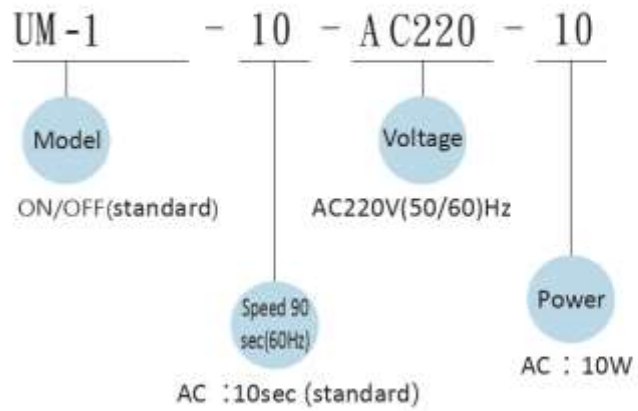 UM-1 - 10 - AC220 - 10
Model
Voltage
ON/OFF(standard)
AC220V(50/60)Hz
Speed 90
sec(60Hz)
Power
AC : 10W
AC :10sec (standard)